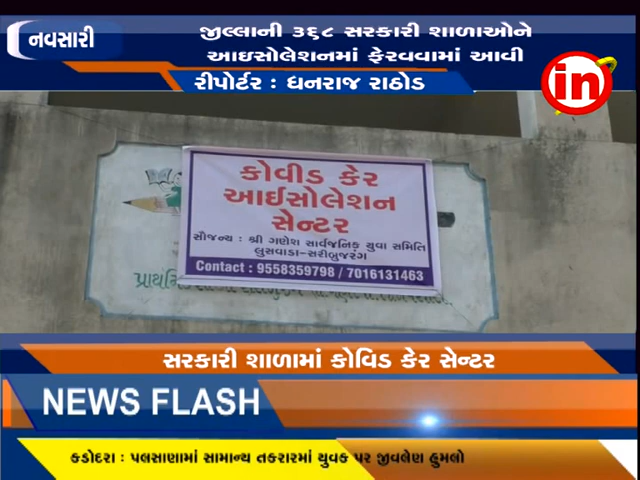 નવસારી
જીલ્લાની ૩૬૮ સરકારી શાળાઓને
આઇસોલેશનમાં ફેરવવામાં આવી
રીપોર્ટર : ધનરાજ રાઠોડ
in
કોવીડ કેર
આઈસોલેશન
સેન્ટર
સૌજન્ય : શ્રી ગણેશ સાર્વજનિક યુવા સમિતિ
લુસવાડા-સરીબુજરંગ
Contact : 9558359798 / 7016131463
સરકારી શાળામાં કોવિડ કેર સેન્ટર
NEWS FLASH
કડોદરા : પલસાણામાં સામાન્ય તકરારમાં યુવક પર જીવલેણ હુમલો